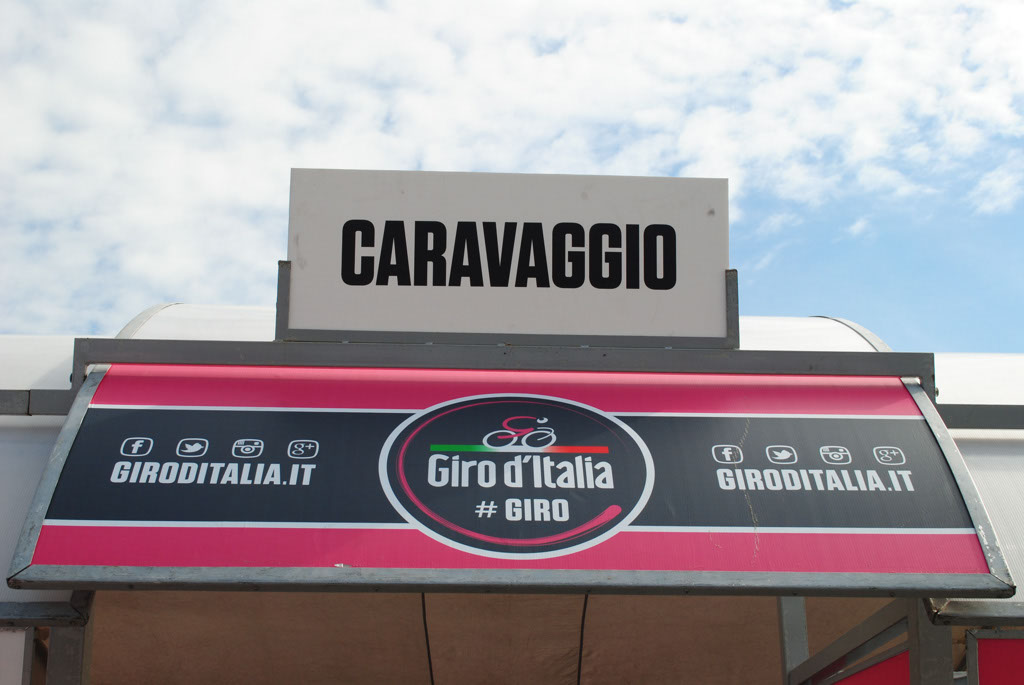 CARAVAGGIO
f g+
GIRODITALIA.IT
Giro d'Italia
# GIRO
f g+
GIRODITALIA.IT